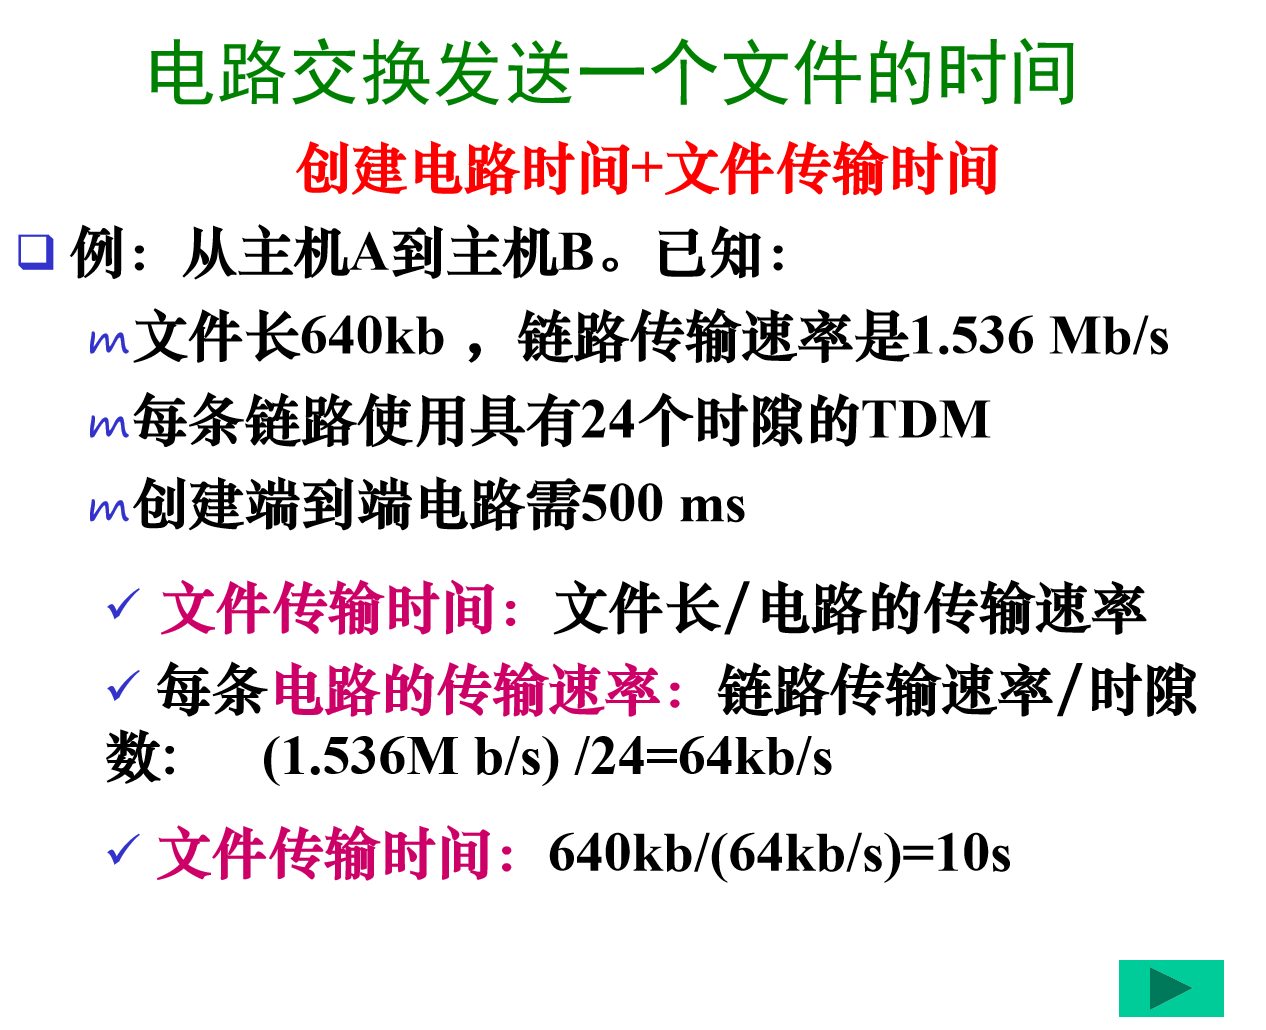 电路交换发送一个文件的时间
创建电路时间+文件传输时间
例：从主机A到主机B。已知：
文件长640kb ，链路传输速率是1.536 Mb/s
每条链路使用具有24个时隙的TDM
创建端到端电路需500 ms
文件传输时间：文件长/电路的传输速率
每条电路的传输速率：链路传输速率/时隙
数: (1.536M b/s) /24=64kb/s
文件传输时间：640kb/(64kb/s)=10s